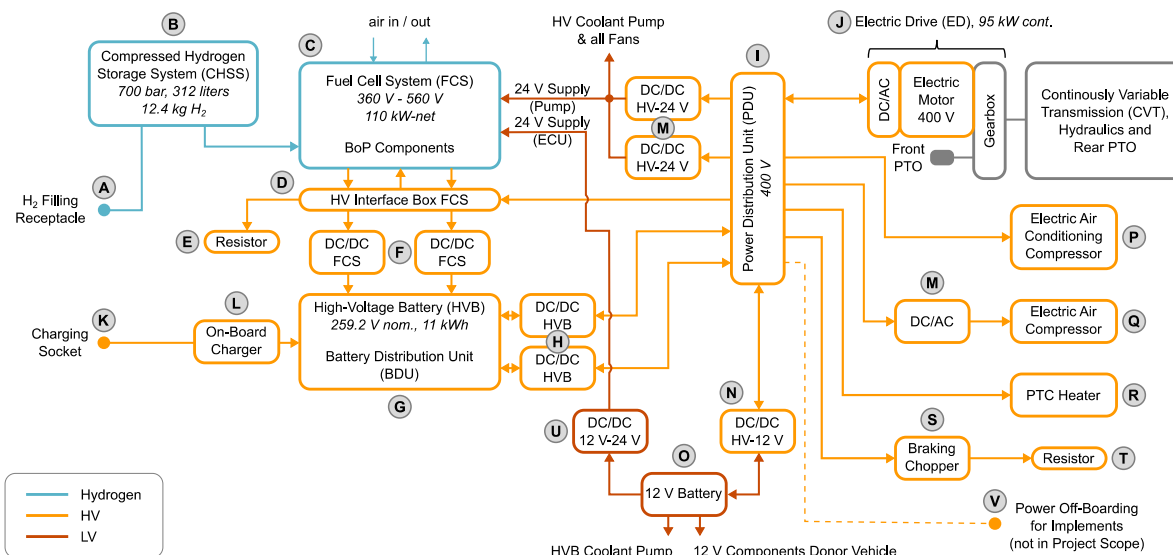 B
air in / out
HV Coolant Pump
& all Fans
J
Electric Drive (ED), 95 kW cont.
C
I
Compressed Hydrogen
Storage System (CHSS)
700 bar, 312 liters
12.4 kg H₂
Fuel Cell System (FCS)
360 V - 560 V
110 kW-net
BoP Components
24 V Supply
(Pump)
24 V Supply
(ECU)
DC/DC
HV-24 V
M
DC/DC
HV-24 V
Power Distribution Unit (PDU)
400 V
DC/AC
Electric
Motor
400 V
Gearbox
Front
PTO
Continously Variable
Transmission (CVT),
Hydraulics and
Rear PTO
A
H₂ Filling
Receptacle
D
HV Interface Box FCS
E
Resistor
DC/DC
FCS
F
DC/DC
FCS
Electric Air
Conditioning
Compressor
P
K
Charging
Socket
L
On-Board
Charger
High-Voltage Battery (HVB)
259.2 V nom., 11 kWh
Battery Distribution Unit
(BDU)
G
DC/DC
HVB
H
DC/DC
HVB
M
DC/AC
Electric Air
Compressor
Q
PTC Heater
R
N
DC/DC
HV-12 V
U
DC/DC
12 V-24 V
S
Braking
Chopper
Resistor
T
O
12 V Battery
V
Power Off-Boarding
for Implements
(not in Project Scope)
HVB Coolant Pump
12 V Components Donor Vehicle
Hydrogen
HV
LV